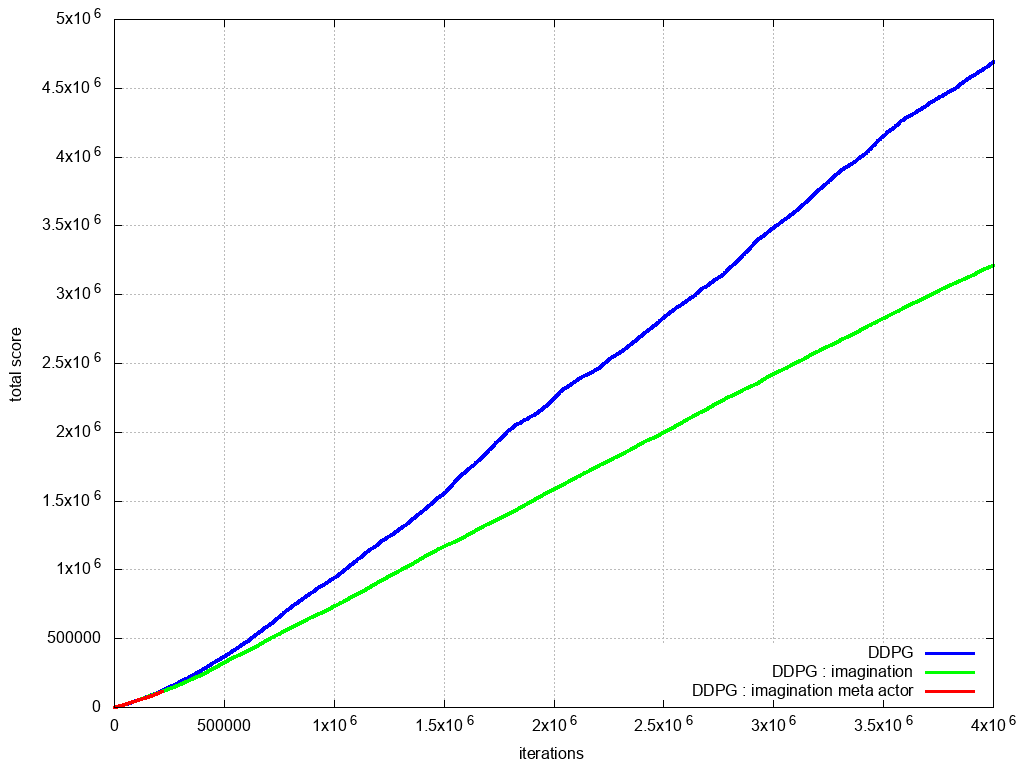 5x10^6
4.5x10^6
4x10^6
3.5x10^6
3x10^6
2.5x10^6
2x10^6
1.5x10^6
1x10^6
500000
0
total score
DDPG
DDPG : imagination
DDPG : imagination meta actor
0 500000 1x10^6 1.5x10^6 2x10^6 2.5x10^6 3x10^6 3.5x10^6 4x10^6
iterations